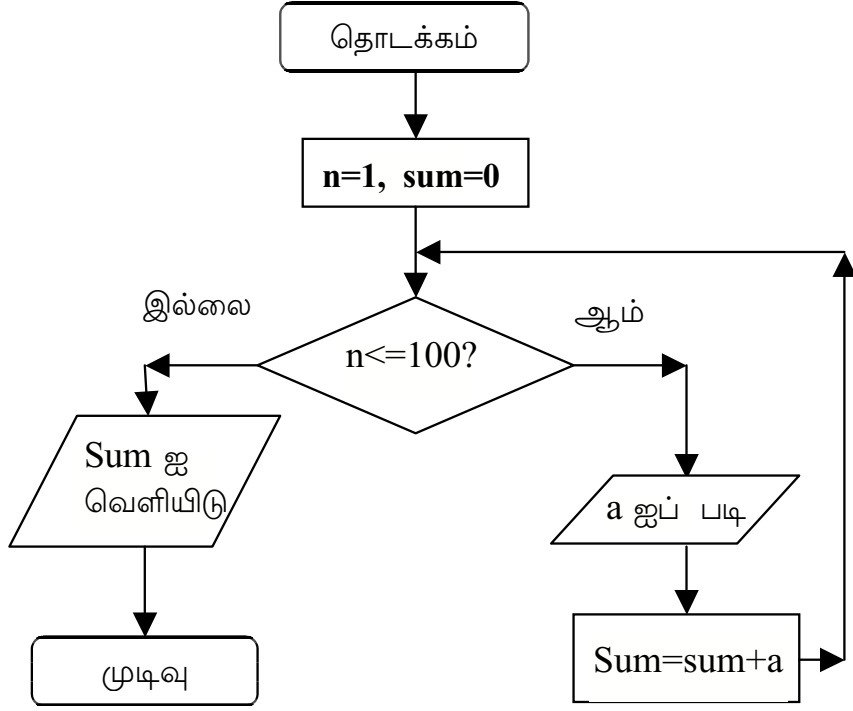 தொடக்கம்
n=1, sum=0
இல்லை
ஆம்
n<=100?
Sum ஐ
வெளியிடு
a ஐப் படி
Sum=sum+a
முடிவு